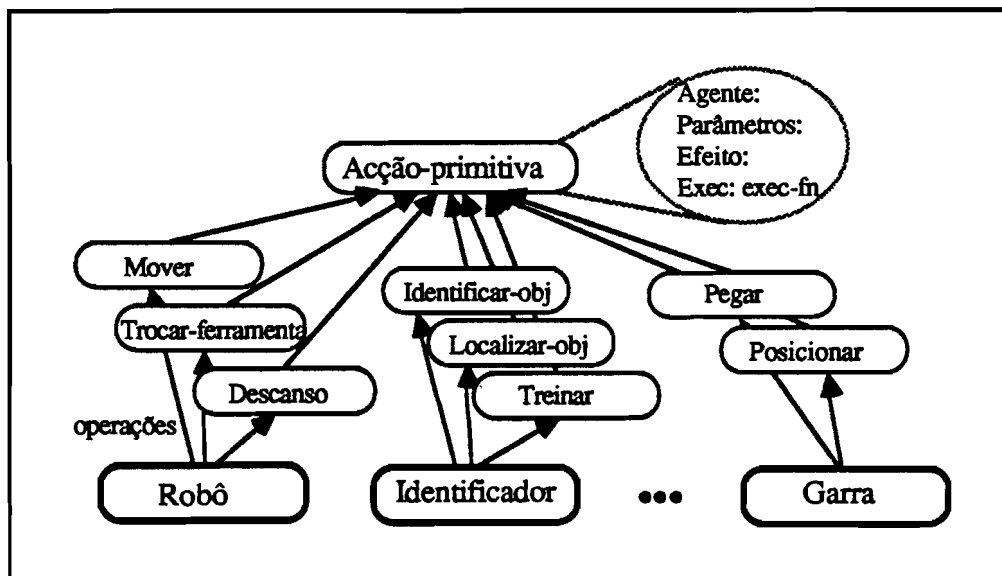 Agente:
Parâmetros:
Efeito:
Exec: exec-fn
Acção-primitiva
Mover
Identificar-obj
Pegar
Trocar-ferramenta
Localizar-obj
Posicionar
Descanso
Treinar
operações
Robô
Identificador
•••
Garra